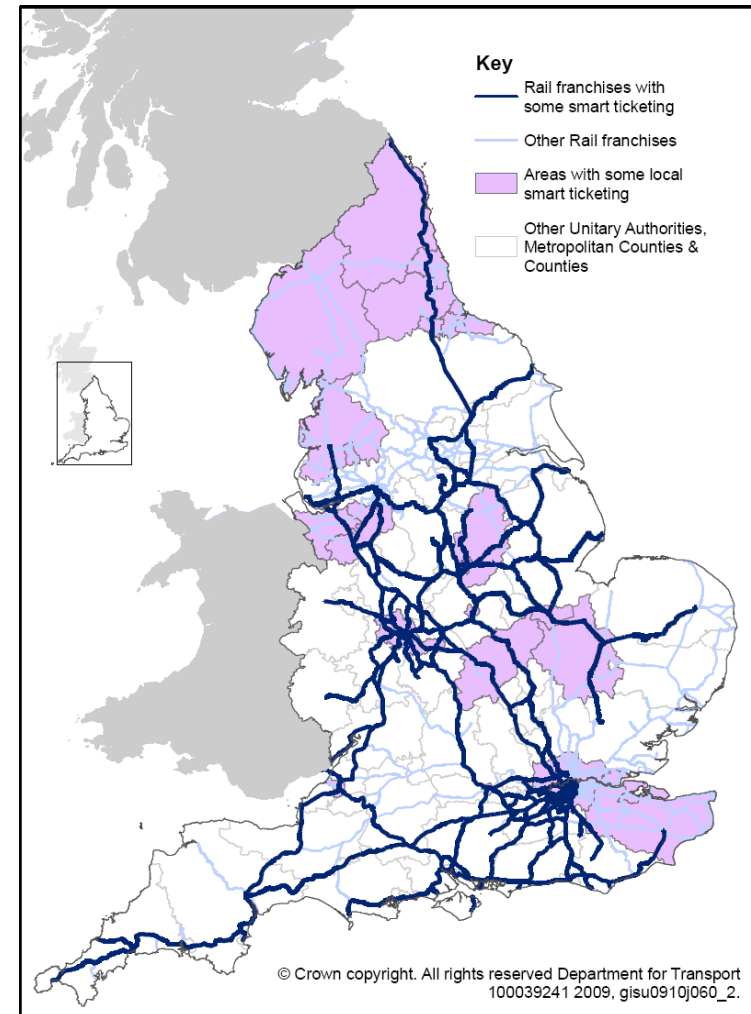 Key
Rail franchises with
some smart ticketing
Other Rail franchises
Areas with some local
smart ticketing
Other Unitary Authorities,
Metropolitan Counties &
Counties
© Crown copyright. All rights reserved Department for Transport
100039241 2009, gisu0910j060_2.